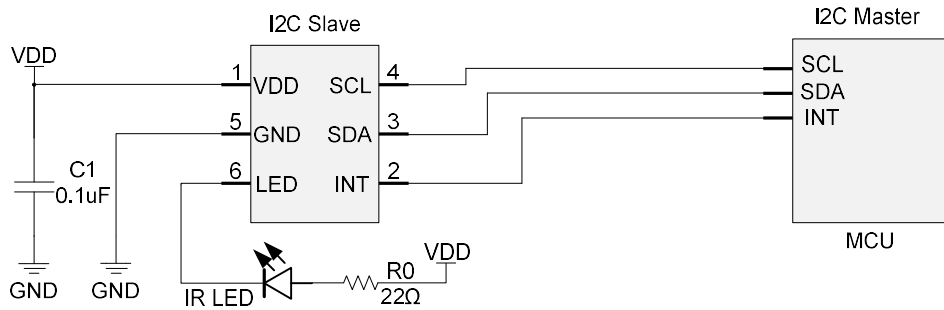 I2C Slave
I2C Master
VDD
1
VDD
SCL
4
SCL
SDA
INT
5
GND
SDA
3
6
LED
INT
2
C1
0.1uF
MCU
VDD
GND
GND
IR LED
R0
22Ω